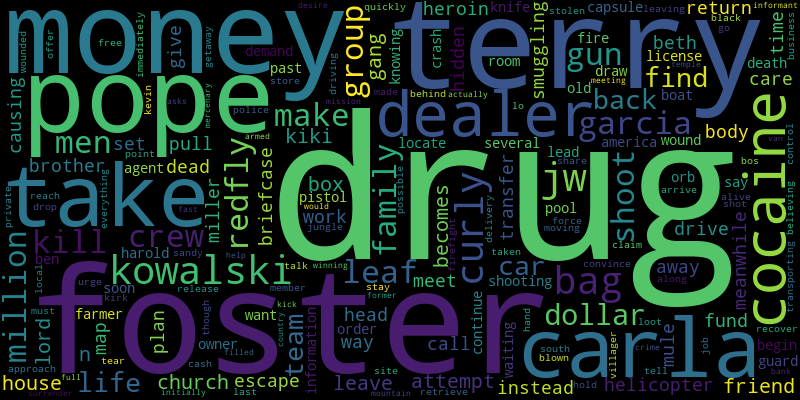 money terry group heroin knife return
wounded offer free immediately gang knowing crash hidden smuggling capsule leaving stolen quickly desire informant black go
give demand past store driving getaway kevin asks mercenary
pope dealer gun fire beth license time business
room draw find death care
causing men set pull make back old boat meeting temple
police mission made behind actually
drug garcia body cocaine
brother agent dead point armed kiki locate several america wound van control
take redfly briefcase box family curly transfer lead share jw shoot orb say bos
reach drop everything private miller pistol work possible becomes pool arrive alive shot meanwhile believing
million kill crew harold fast would jungle delivery firefight force moving drive along transporting
local ben sandy help talk winning taken meet car away claim
kowalski leaf bag convince
foster shooting dollar fund recover
urge soon kirk release member stay former continue hand loot mule begin
lord n map farmer though owner want kick country head order way call waiting south blown villager job guard
must tear plan team information carla crime tell bank
house life church escape cash filled site leave attempt instead hold helicopter friend
approach full surrender initially last mountain retrieve